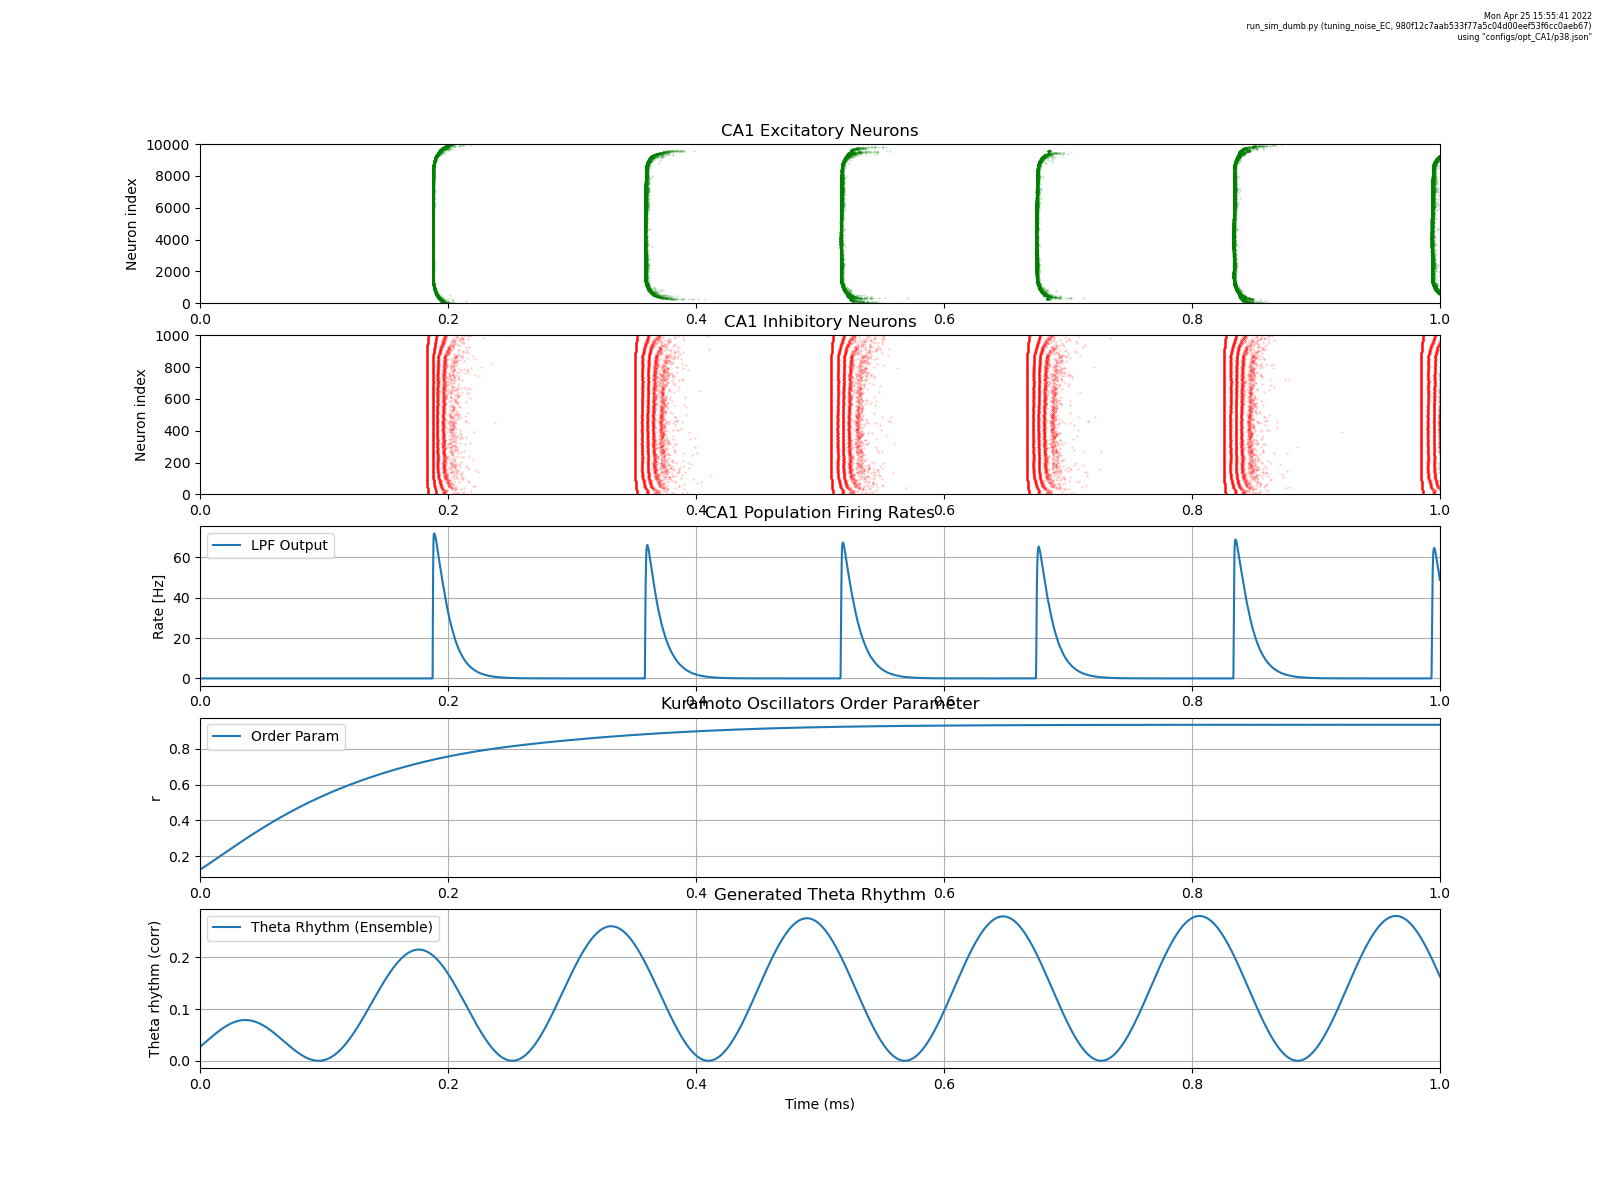 Mon Apr 25 15:55:41 2022
run_sim_dumb.py (tuning_noise_EC, 980f12c7aab533f77a5c04d00eef53f6cc0aeb67)
using "configs/opt_CA1/p38.json"
CA1 Excitatory Neurons
Neuron index
10000
8000
6000
4000
2000
0
0.0 0.2 0.4 0.6 0.8 1.0
CA1 Inhibitory Neurons
Neuron index
1000
800
600
400
200
0
0.0 0.2 0.4 0.6 0.8 1.0
CA1 Population Firing Rates
LPF Output
Rate [Hz]
60
40
20
0
0.0 0.2 0.4 0.6 0.8 1.0
Kuramoto Oscillators Order Parameter
Order Param
r
0.8
0.6
0.4
0.2
0.0 0.2 0.4 0.6 0.8 1.0
Generated Theta Rhythm
Theta Rhythm (Ensemble)
Theta rhythm (corr)
0.2
0.1
0.0
0.0 0.2 0.4 0.6 0.8 1.0
Time (ms)